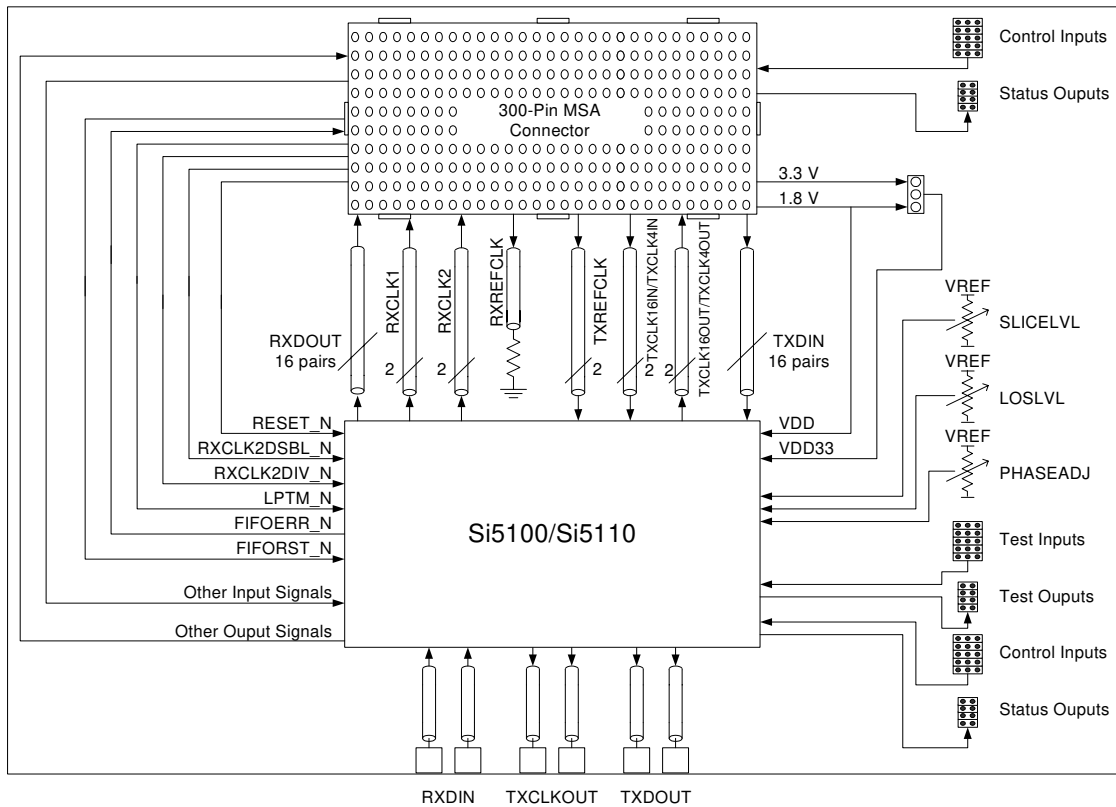 Control Inputs
Status Ouputs
300-Pin MSA
Connector
3.3 V
1.8 V
RXDOUT
16 pairs
RXCLK1
2
RXCLK2
2
RXREFCLK
TXREFCLK
2
TXCLK16IN/TXCLK4IN
2
TXCLK16OUT/TXCLK4OUT
2
TXDIN
16 pairs
VREF
SLICELVL
VREF
LOSLVL
VREF
PHASEADJ
RESET_N
RXCLK2DSBL_N
RXCLK2DIV_N
LPTM_N
FIFOERR_N
FIFORST_N
Other Input Signals
Other Ouput Signals
VDD
VDD33
Si5100/Si5110
Test Inputs
Test Ouputs
Control Inputs
Status Ouputs
RXDIN
TXCLKOUT
TXDOUT